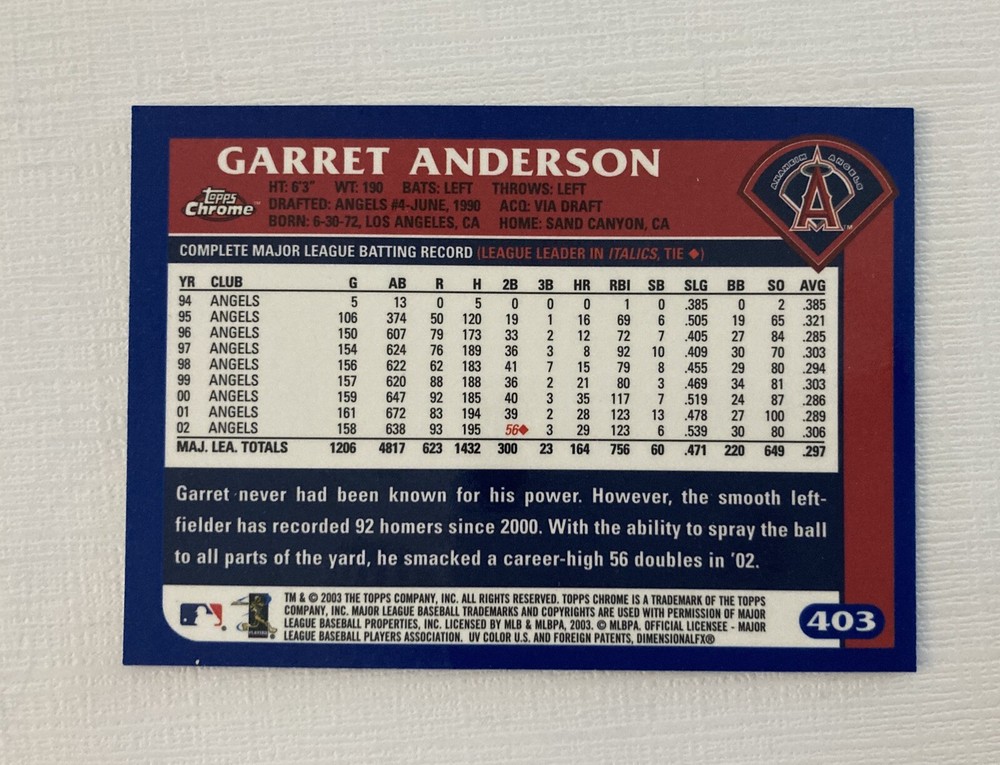 GARRET ANDERSON
topps Chrome™
HT: 6'3" WT: 190 BATS: LEFT THROWS: LEFT
DRAFTED: ANGELS #4-JUNE, 1990 ACQ: VIA DRAFT
BORN: 6-30-72, LOS ANGELES, CA HOME: SAND CANYON, CA
ANAHEIM ANGELS
A™
COMPLETE MAJOR LEAGUE BATTING RECORD (LEAGUE LEADER IN ITALICS, TIE ◆)
YR CLUB G AB R H 2B 3B HR RBI SB SLG BB SO AVG
94 ANGELS 5 13 0 5 0 0 0 1 0 .385 0 2 .385
95 ANGELS 106 374 50 120 19 1 16 69 6 .505 19 65 .321
96 ANGELS 150 607 79 173 33 2 12 72 7 .405 27 84 .285
97 ANGELS 154 624 76 189 36 3 8 92 10 .409 30 70 .303
98 ANGELS 156 622 62 183 41 7 15 79 8 .455 29 80 .294
99 ANGELS 157 620 88 188 36 2 21 80 3 .469 34 81 .303
00 ANGELS 159 647 92 185 40 3 35 117 7 .519 24 87 .286
01 ANGELS 161 672 83 194 39 2 28 123 13 .478 27 100 .289
02 ANGELS 158 638 93 195 56◆ 3 29 123 6 .539 30 80 .306
MAJ. LEA. TOTALS 1206 4817 623 1432 300 23 164 756 60 .471 220 649 .297
Garret never had been known for his power. However, the smooth left-
fielder has recorded 92 homers since 2000. With the ability to spray the ball
to all parts of the yard, he smacked a career-high 56 doubles in '02.
TM & © 2003 THE TOPPS COMPANY, INC. ALL RIGHTS RESERVED. TOPPS CHROME IS A TRADEMARK OF THE TOPPS
COMPANY, INC. MAJOR LEAGUE BASEBALL TRADEMARKS AND COPYRIGHTS ARE USED WITH PERMISSION OF MAJOR
LEAGUE BASEBALL PROPERTIES, INC. LICENSED BY MLB & MLBPA, 2003. © MLBPA. OFFICIAL LICENSEE - MAJOR
LEAGUE BASEBALL PLAYERS ASSOCIATION. UV COLOR U.S. AND FOREIGN PATENTS, DIMENSIONALFX®
PLAYERS
403